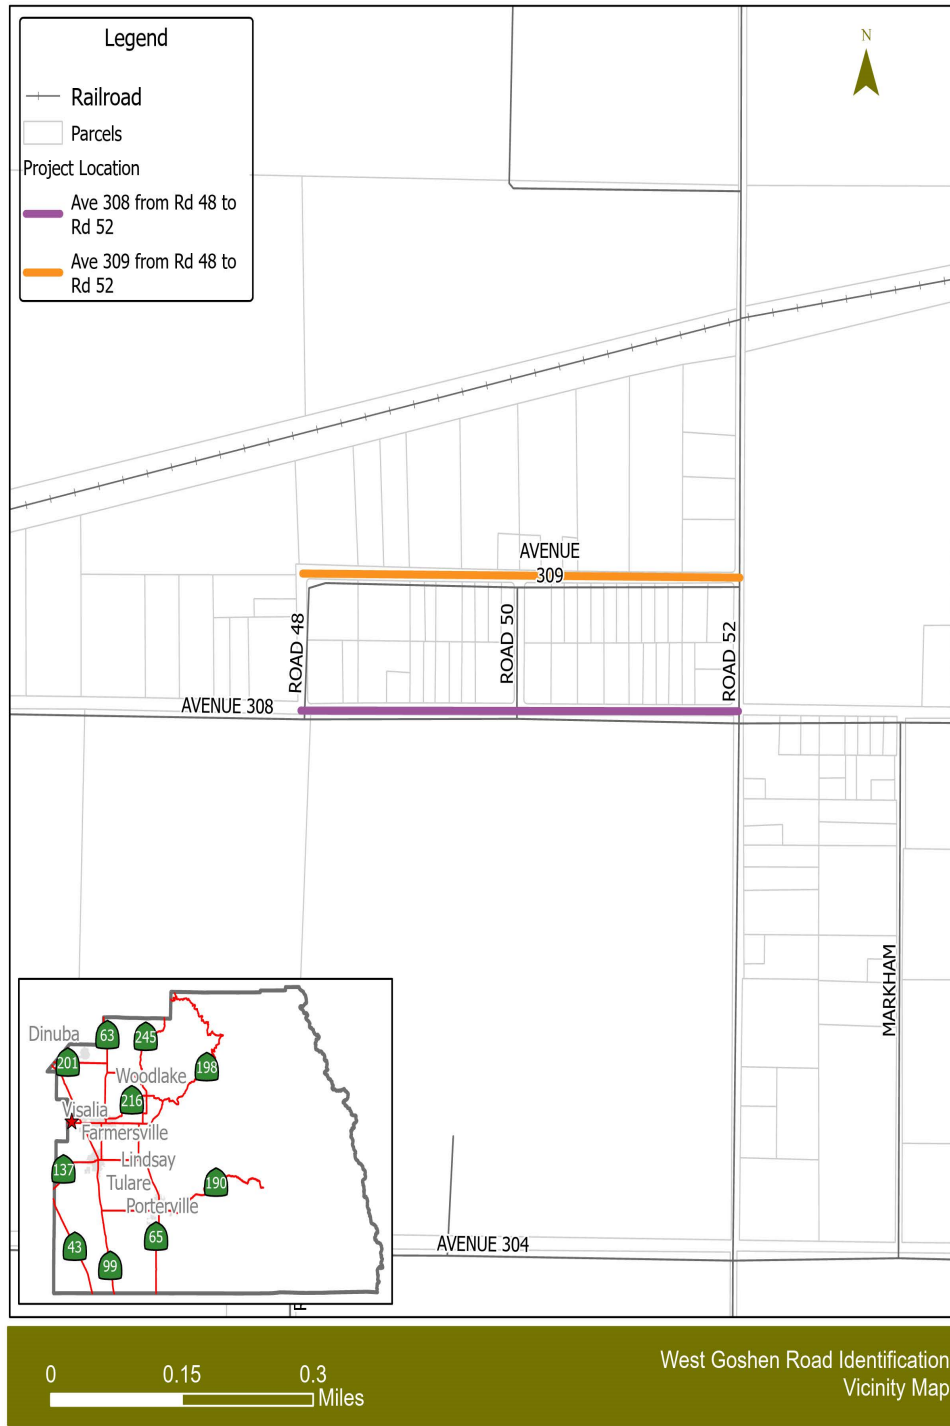 Legend
Railroad
Parcels
Project Location
Ave 308 from Rd 48 to
Rd 52
Ave 309 from Rd 48 to
Rd 52
N
AVENUE
309
ROAD 48
ROAD 50
ROAD 52
AVENUE 308
MARKHAM
AVENUE 304
Dinuba
63
245
201
198
Woodlake
216
Visalia
Farmersville
137
Lindsay
Tulare
190
Porterville
43
65
99
0
0.15
0.3
Miles
West Goshen Road Identification
Vicinity Map